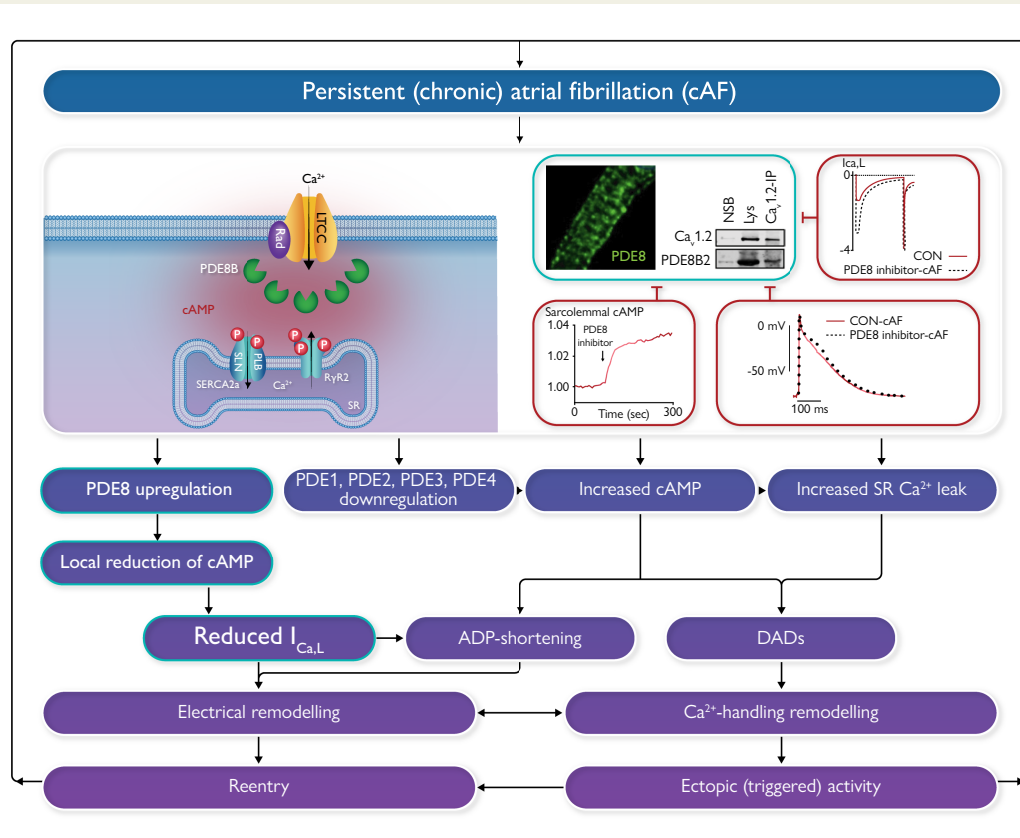 Persistent (chronic) atrial fibrillation (cAF)
Ca²⁺
LTCC
Rad
PDE8B
cAMP
P
P
P
P
P
SLN
PLB
SERCA2a
Ca²⁺
RyR2
SR
PDE8
NSB
Lys
Caᵥ1.2-IP
Caᵥ1.2
PDE8B2
Ica,L
0
-4
CON
PDE8 inhibitor-cAF
Sarcolemmal cAMP
1.04
1.02
1.00
PDE8
inhibitor
0
Time (sec)
300
0 mV
-50 mV
CON-cAF
PDE8 inhibitor-cAF
100 ms
PDE8 upregulation
PDE1, PDE2, PDE3, PDE4
downregulation
Increased cAMP
Increased SR Ca²⁺ leak
Local reduction of cAMP
Reduced I_Ca,L
ADP-shortening
DADs
Electrical remodelling
Ca²⁺-handling remodelling
Reentry
Ectopic (triggered) activity